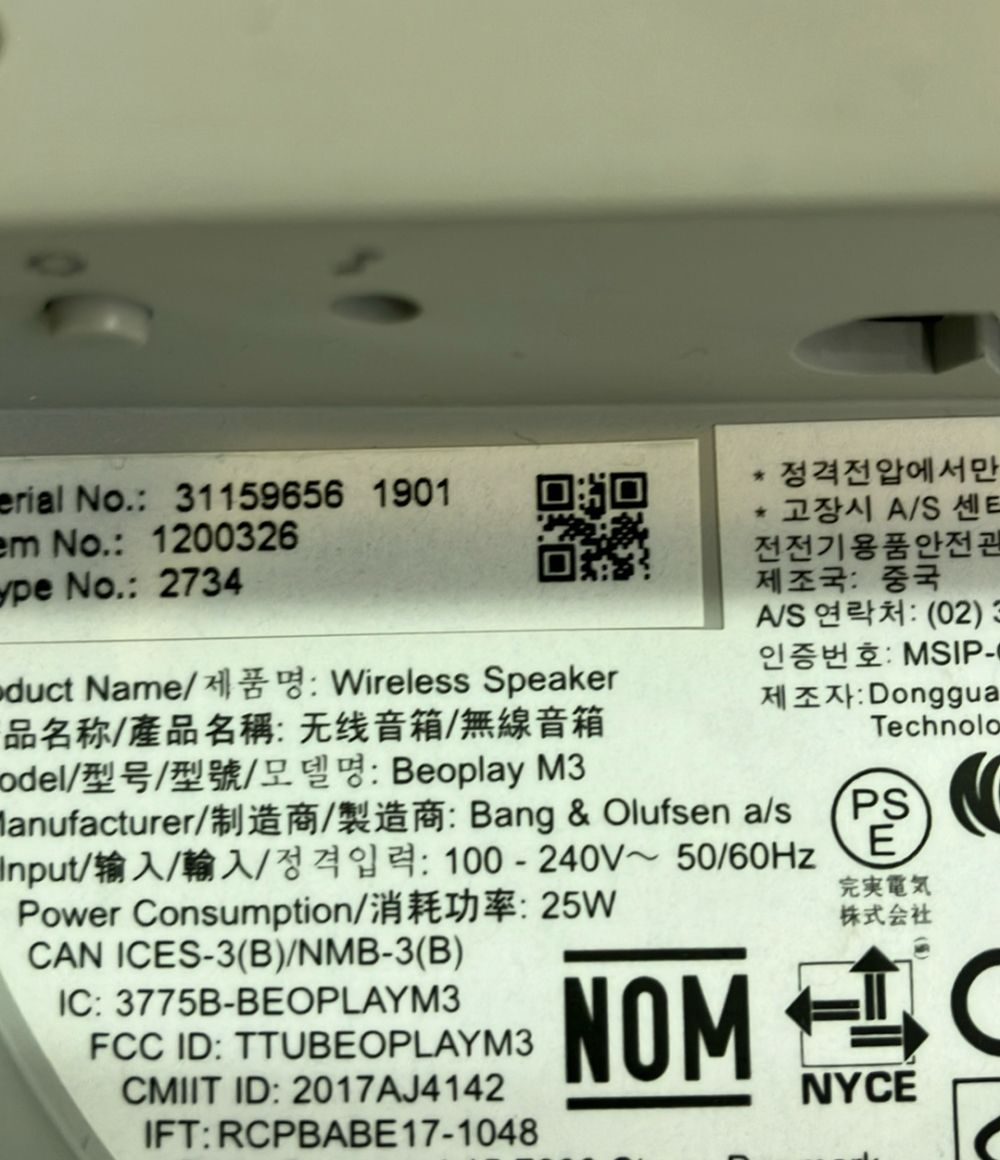 erial No.: 31159656 1901
em No.: 1200326
ype No.: 2734
oduct Name/제품명: Wireless Speaker
品名称/產品名稱: 无线音箱/無線音箱
odel/型号/型號/모델명: Beoplay M3
Manufacturer/制造商/製造商: Bang & Olufsen a/s
Input/输入/輸入/정격입력: 100 - 240V～ 50/60Hz
Power Consumption/消耗功率: 25W
CAN ICES-3(B)/NMB-3(B)
IC: 3775B-BEOPLAYM3
FCC ID: TTUBEOPLAYM3
CMIIT ID: 2017AJ4142
IFT: RCPBABE17-1048
* 정격전압에서만
* 고장시 A/S 센터
전전기용품안전관
제조국: 중국
A/S 연락처: (02) 3
인증번호: MSIP-
제조자:Donggua
Technolo
PS
E
完実電気
株式会社
NOM
NYCE